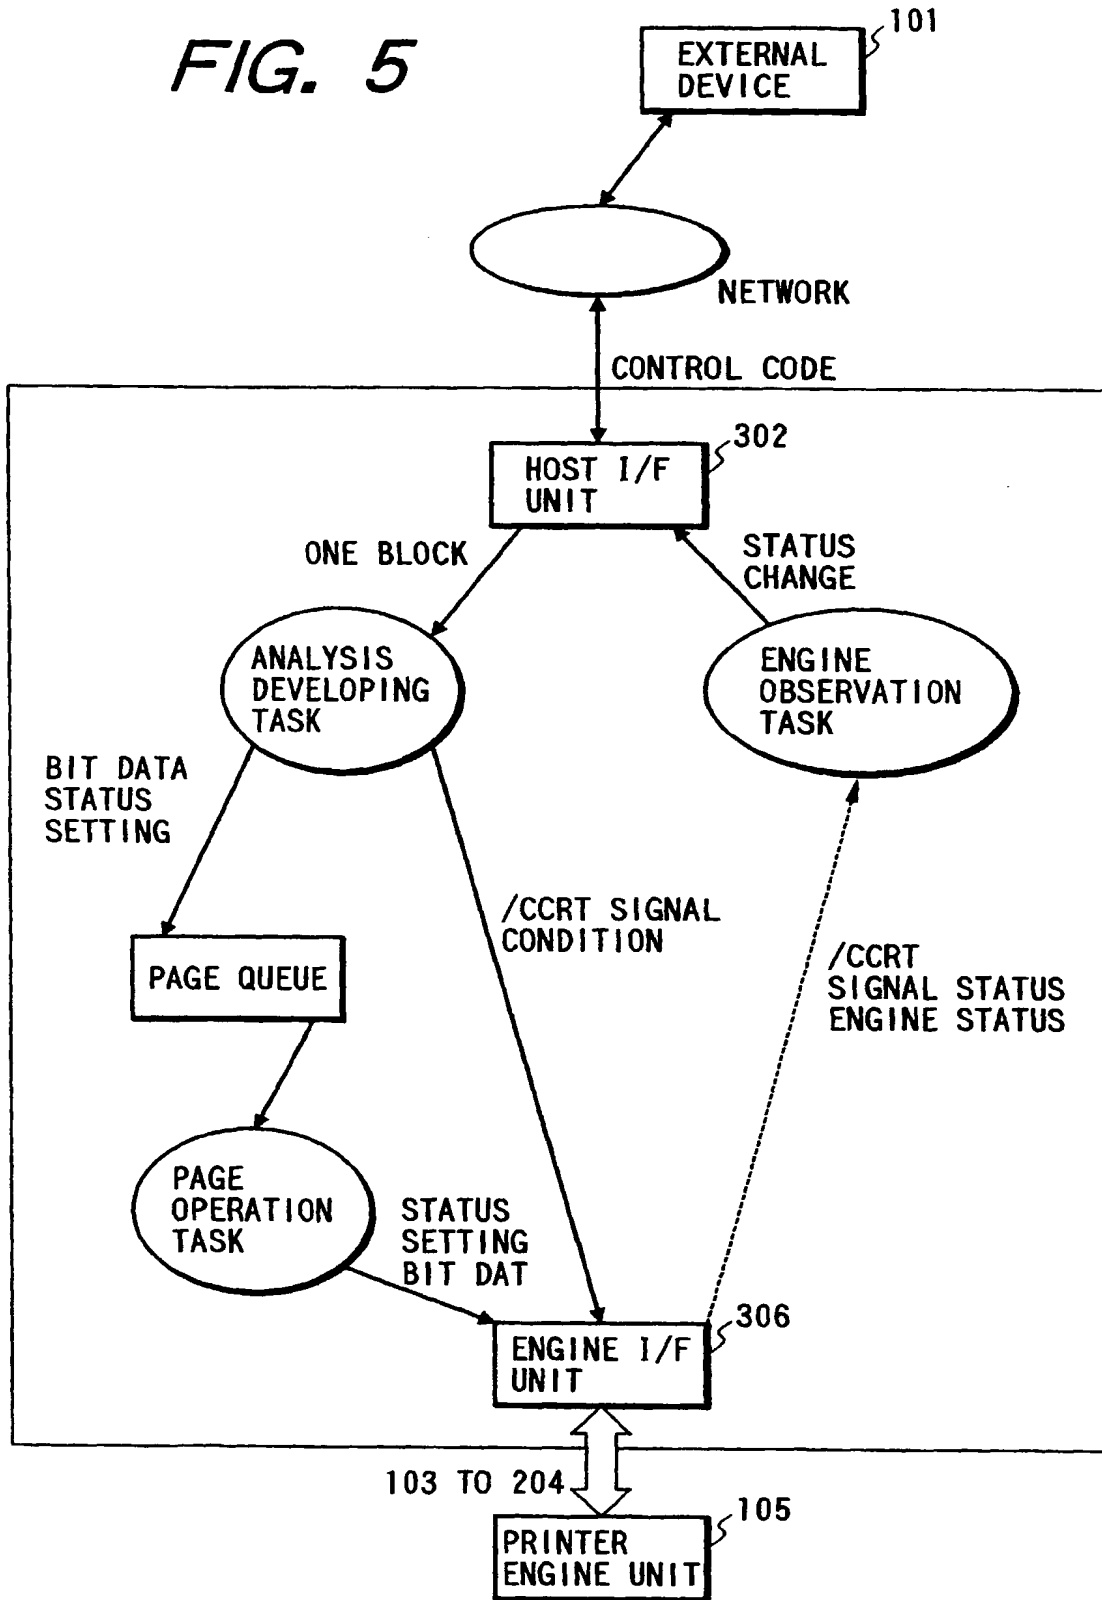 FIG. 5
101
EXTERNAL
DEVICE
NETWORK
CONTROL CODE
302
HOST I/F
UNIT
ONE BLOCK
STATUS
CHANGE
ANALYSIS
DEVELOPING
TASK
ENGINE
OBSERVATION
TASK
BIT DATA
STATUS
SETTING
/CCRT SIGNAL
CONDITION
PAGE QUEUE
/CCRT
SIGNAL STATUS
ENGINE STATUS
PAGE
OPERATION
TASK
STATUS
SETTING
BIT DAT
306
ENGINE I/F
UNIT
103 TO 204
105
PRINTER
ENGINE UNIT